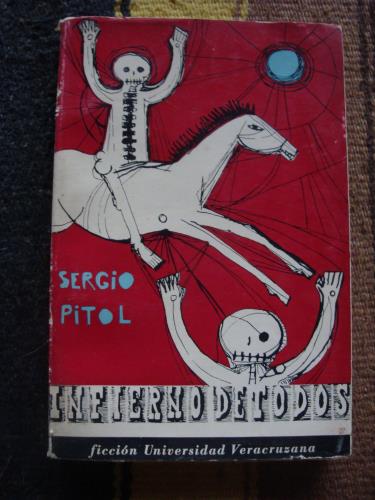 SERGIO
PITOL
INFIERNO DE TODOS
ficción Universidad Veracruzana